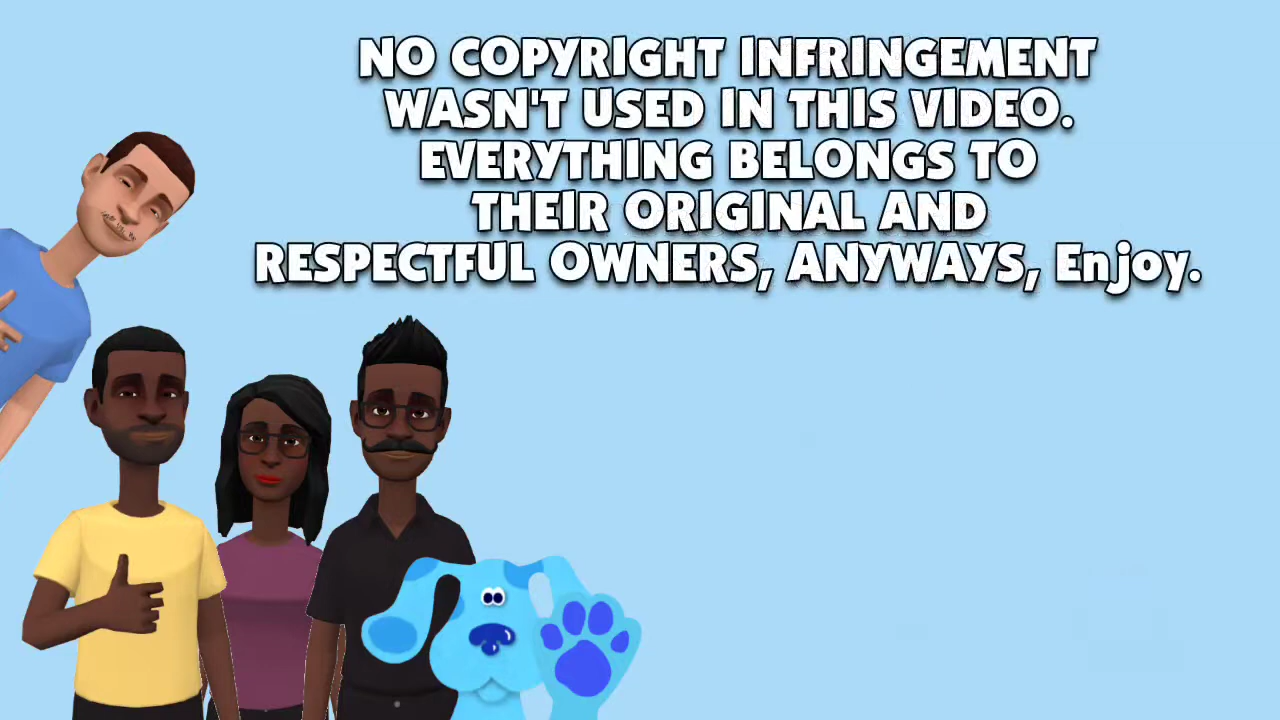 NO COPYRIGHT INFRINGEMENT
WASN'T USED IN THIS VIDEO.
EVERYTHING BELONGS TO
THEIR ORIGINAL AND
RESPECTFUL OWNERS, ANYWAYS, Enjoy.